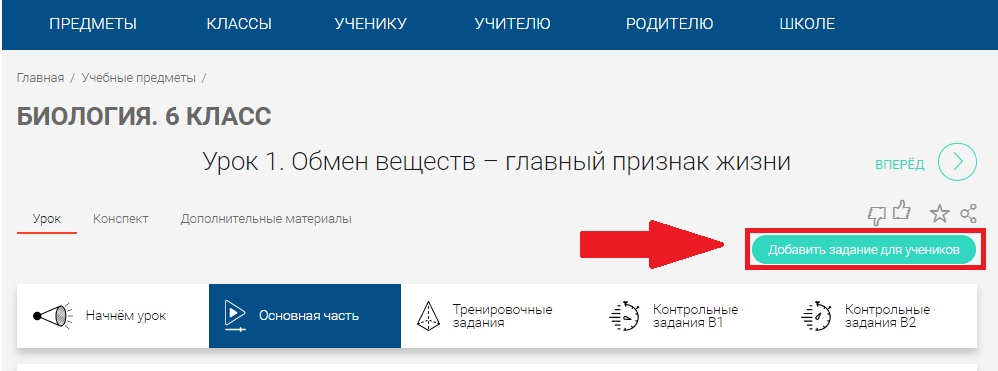 ПРЕДМЕТЫ КЛАССЫ УЧЕНИКУ УЧИТЕЛЮ РОДИТЕЛЮ ШКОЛЕ
Главная / Учебные предметы /
БИОЛОГИЯ. 6 КЛАСС
Урок 1. Обмен веществ – главный признак жизни
ВПЕРЁД
Урок Конспект Дополнительные материалы
Добавить задание для учеников
Начнём урок
Основная часть
Тренировочные
задания
Контрольные
задания В1
Контрольные
задания В2